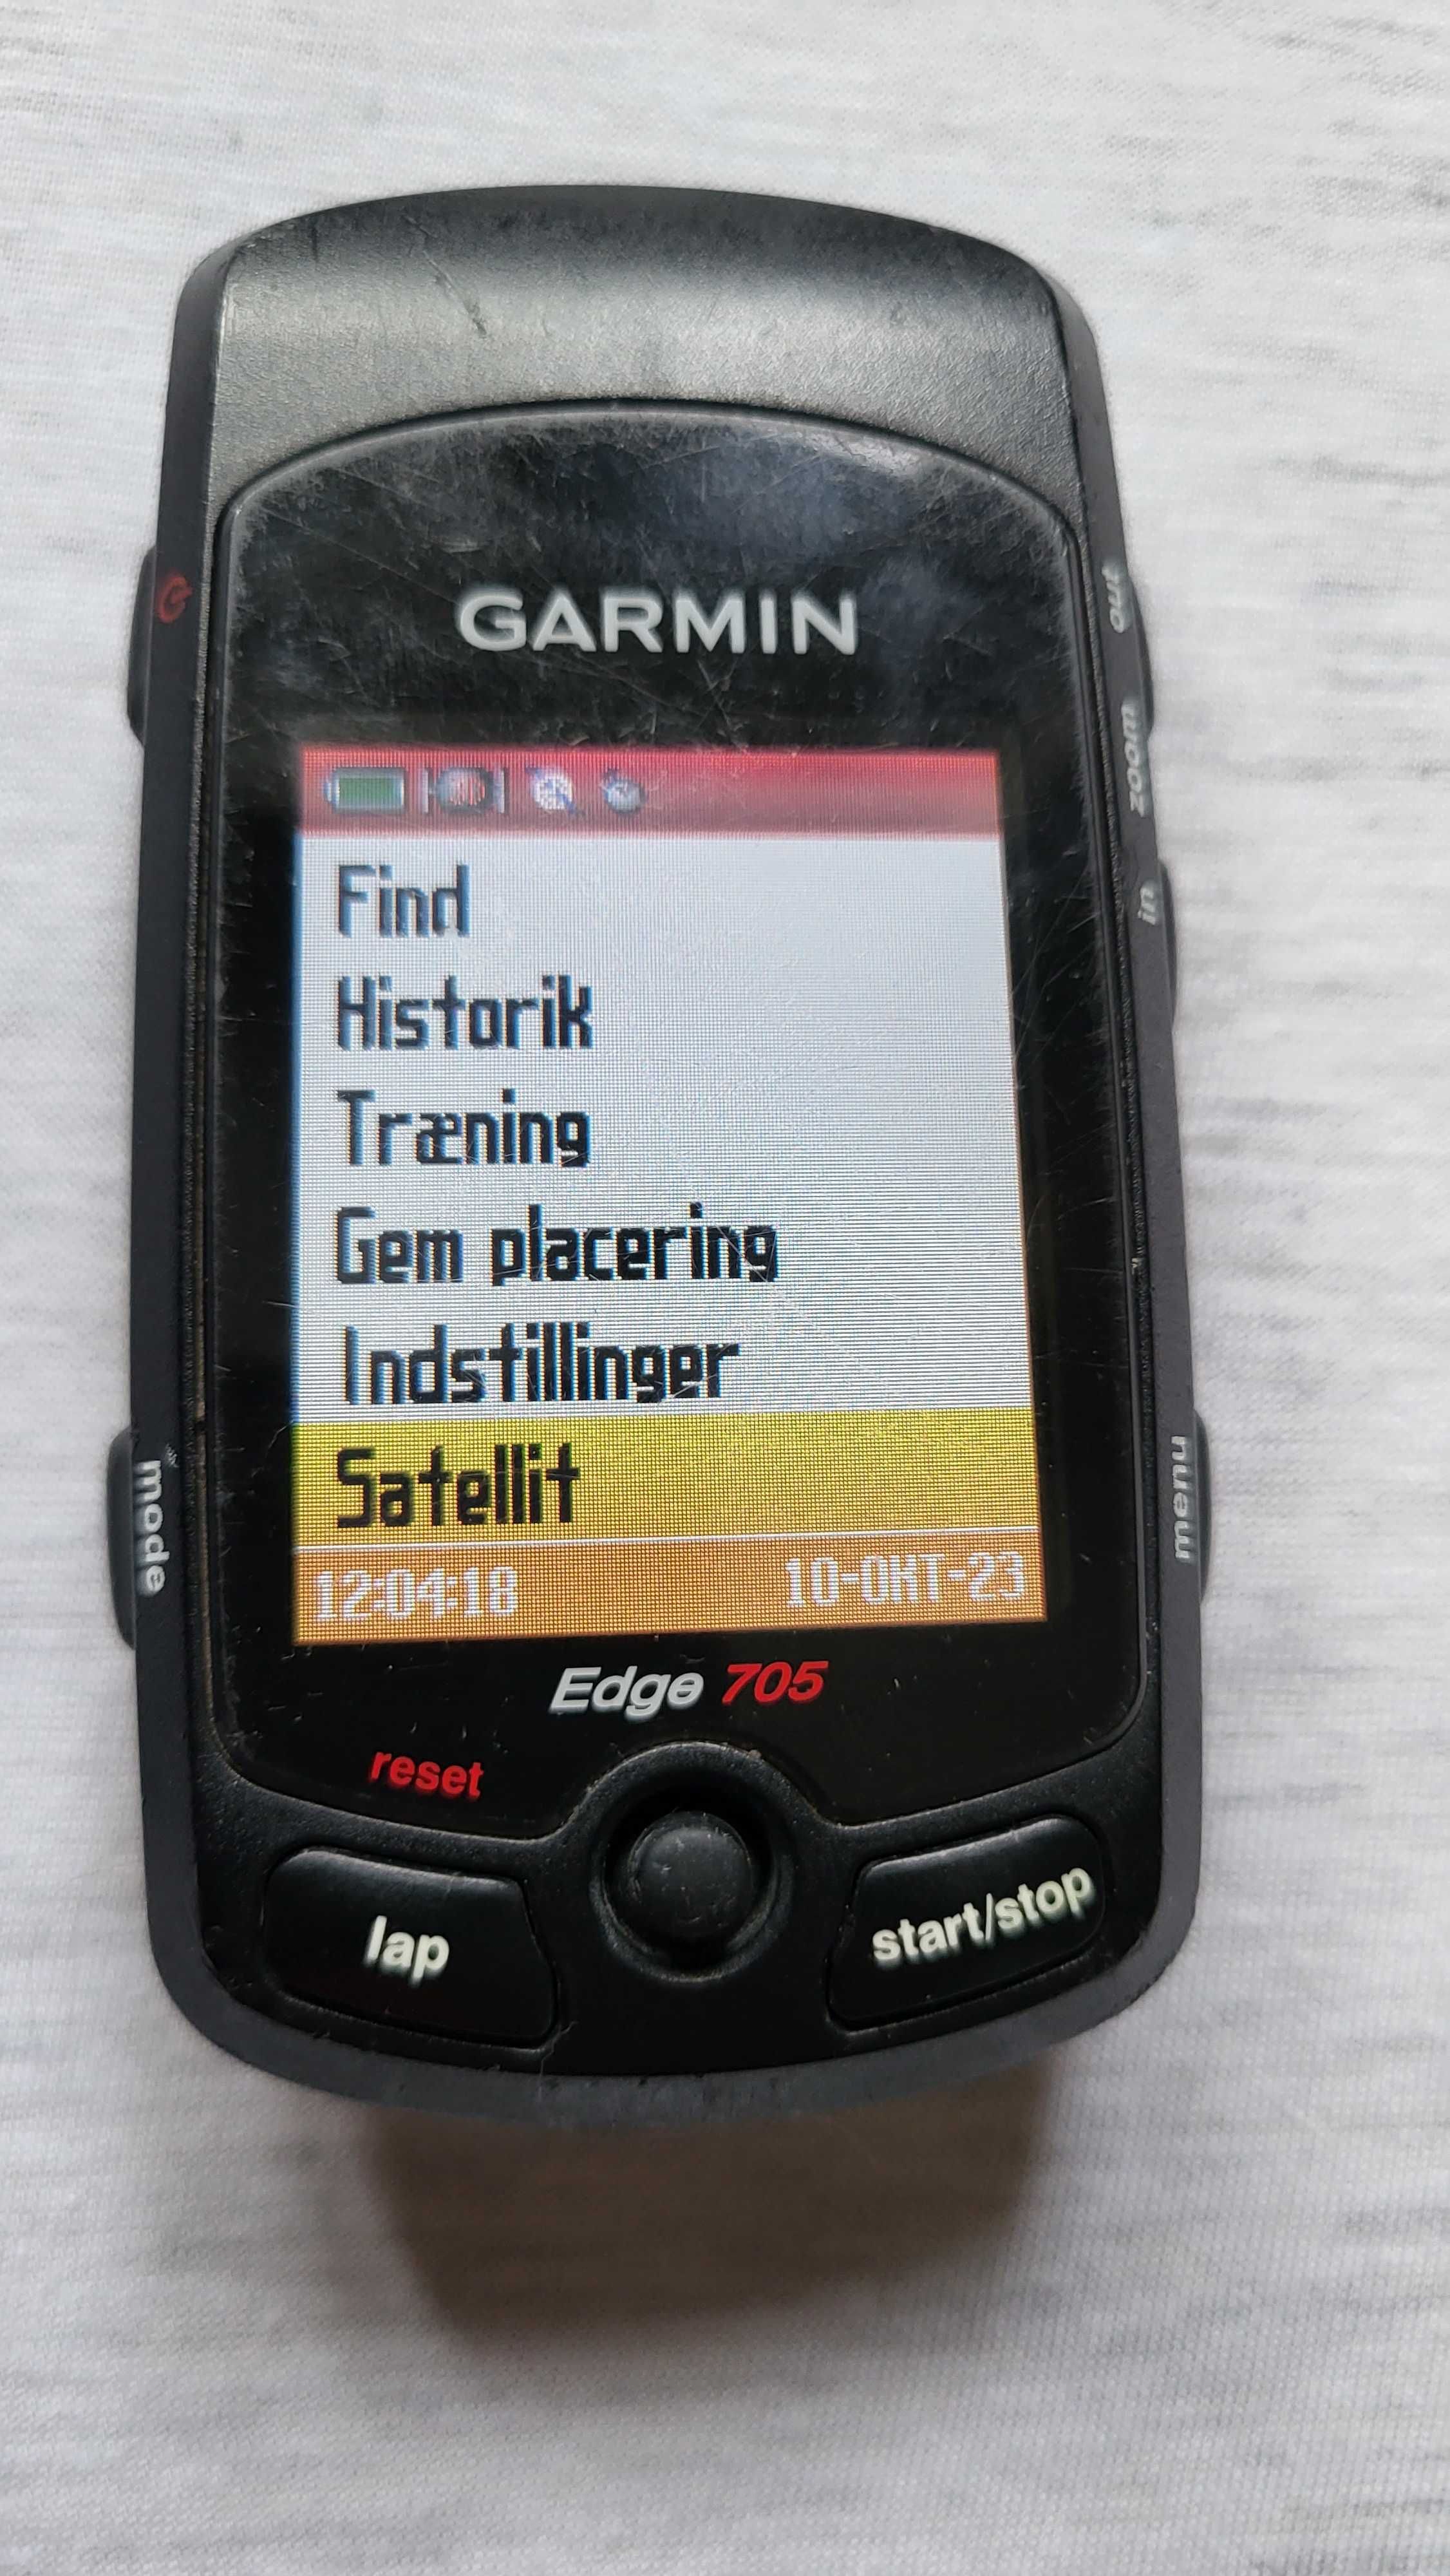 GARMIN
out
zoom
in
Find
Historik
Træning
Gem placering
Indstillinger
Satellit
12:04:18 10-OKT-23
mode
menu
Edge 705
reset
lap
start/stop